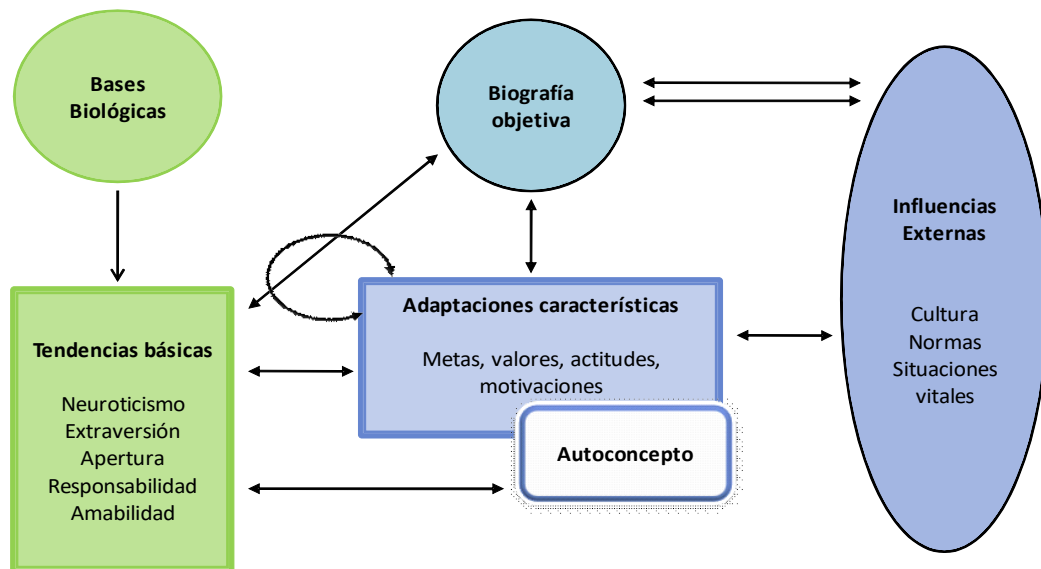 Bases
Biológicas
Biografía
objetiva
Influencias
Externas
Cultura
Normas
Situaciones
vitales
Tendencias básicas
Neuroticismo
Extraversión
Apertura
Responsabilidad
Amabilidad
Adaptaciones características
Metas, valores, actitudes,
motivaciones
Autoconcepto